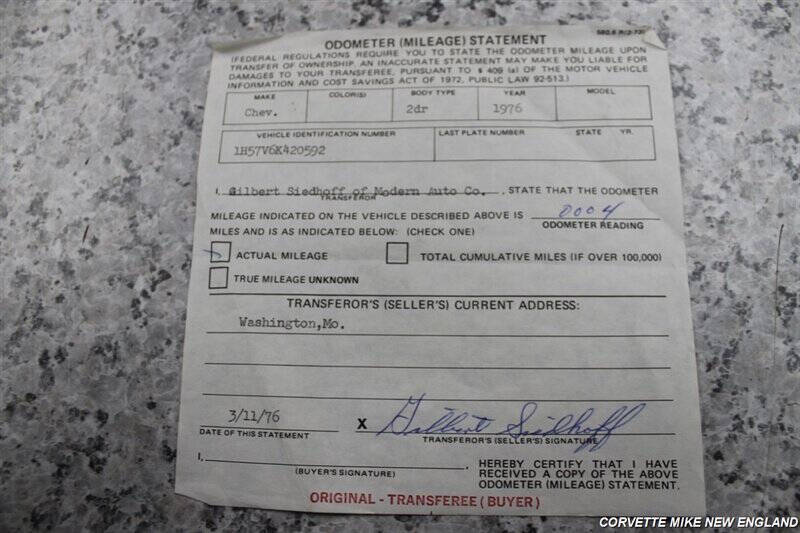 580.6 R(2-73)
ODOMETER (MILEAGE) STATEMENT
(FEDERAL REGULATIONS REQUIRE YOU TO STATE THE ODOMETER MILEAGE UPON
TRANSFER OF OWNERSHIP. AN INACCURATE STATEMENT MAY MAKE YOU LIABLE FOR
DAMAGES TO YOUR TRANSFEREE, PURSUANT TO § 409 (a) OF THE MOTOR VEHICLE
INFORMATION AND COST SAVINGS ACT OF 1972, PUBLIC LAW 92-513.)
MAKE COLOR(S) BODY TYPE YEAR MODEL
Chev. 2dr 1976
VEHICLE IDENTIFICATION NUMBER LAST PLATE NUMBER STATE YR.
1H57V6K420592
I, Gilbert Siedhoff of Modern Auto Co. , STATE THAT THE ODOMETER
TRANSFEROR
MILEAGE INDICATED ON THE VEHICLE DESCRIBED ABOVE IS 0004
ODOMETER READING
MILES AND IS AS INDICATED BELOW: (CHECK ONE)
ACTUAL MILEAGE TOTAL CUMULATIVE MILES (IF OVER 100,000)
TRUE MILEAGE UNKNOWN
TRANSFEROR'S (SELLER'S) CURRENT ADDRESS:
Washington,Mo.
3/11/76 X Gilbert Siedhoff
DATE OF THIS STATEMENT TRANSFEROR'S (SELLER'S) SIGNATURE
I, , HEREBY CERTIFY THAT I HAVE
(BUYER'S SIGNATURE) RECEIVED A COPY OF THE ABOVE
ODOMETER (MILEAGE) STATEMENT.
ORIGINAL - TRANSFEREE (BUYER)
CORVETTE MIKE NEW ENGLAND